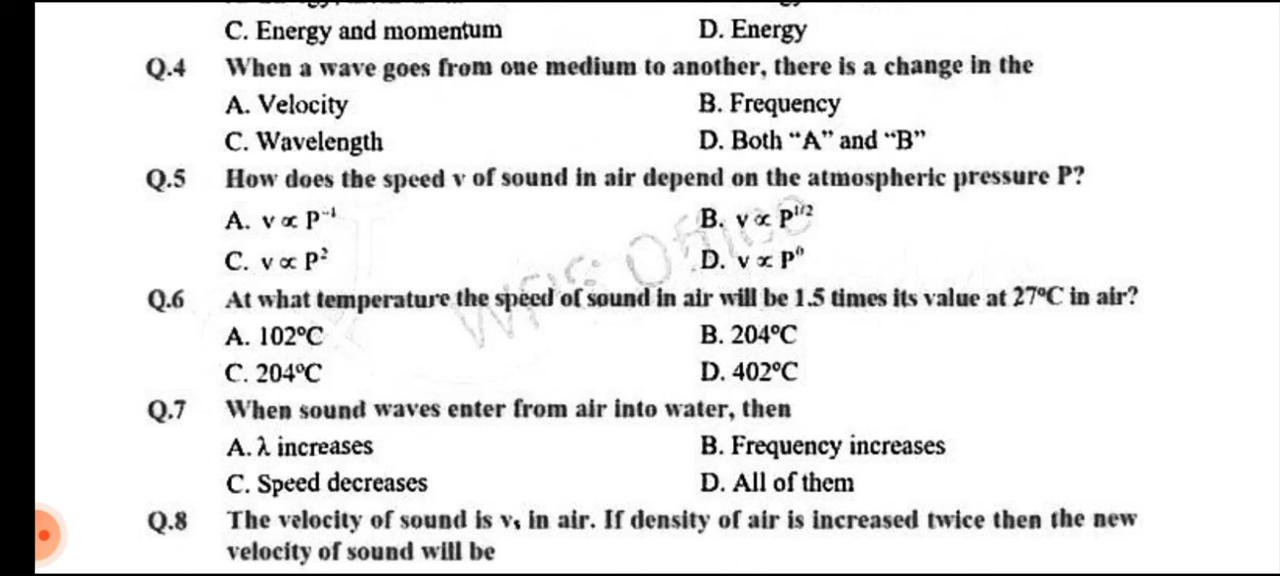 C. Energy and momentum D. Energy
Q.4 When a wave goes from one medium to another, there is a change in the
A. Velocity B. Frequency
C. Wavelength D. Both “A” and “B”
Q.5 How does the speed v of sound in air depend on the atmospheric pressure P?
A. v ∝ P⁻¹ B. v ∝ P¹ᐟ²
C. v ∝ P² D. v ∝ P⁰
Q.6 At what temperature the speed of sound in air will be 1.5 times its value at 27°C in air?
A. 102°C B. 204°C
C. 204°C D. 402°C
Q.7 When sound waves enter from air into water, then
A. λ increases B. Frequency increases
C. Speed decreases D. All of them
Q.8 The velocity of sound is vₛ in air. If density of air is increased twice then the new
velocity of sound will be
WPS Office